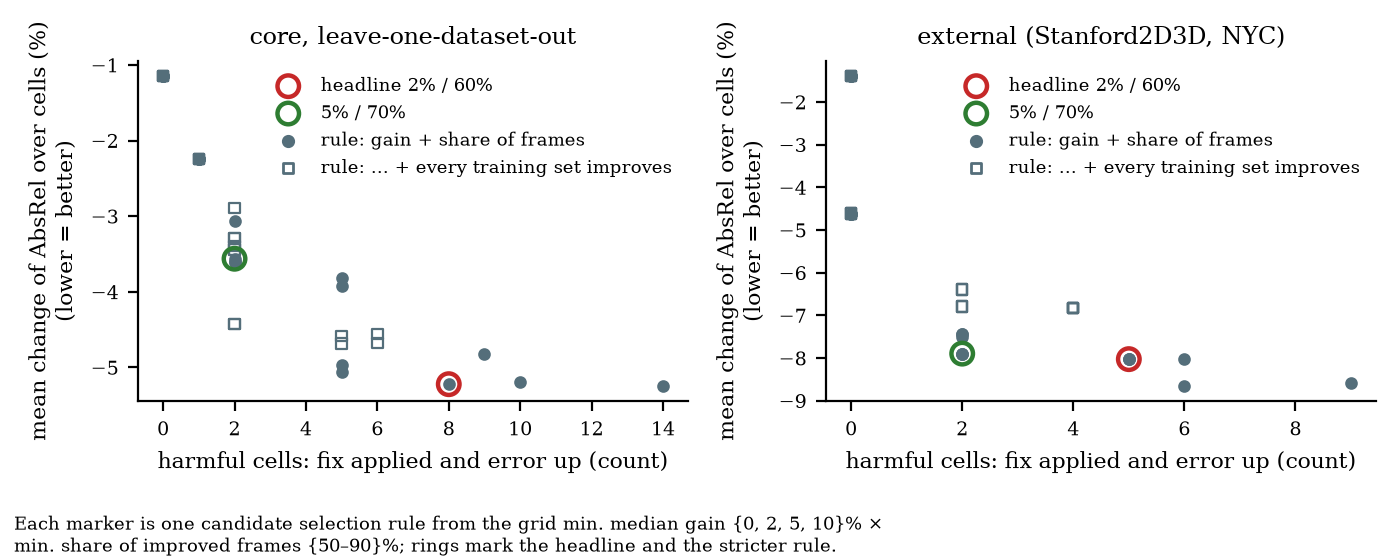 core, leave-one-dataset-out
mean change of AbsRel over cells (%)
(lower = better)
−1
−2
−3
−4
−5
headline 2% / 60%
5% / 70%
rule: gain + share of frames
rule: ... + every training set improves
0 2 4 6 8 10 12 14
harmful cells: fix applied and error up (count)
external (Stanford2D3D, NYC)
mean change of AbsRel over cells (%)
(lower = better)
−2
−3
−4
−5
−6
−7
−8
−9
headline 2% / 60%
5% / 70%
rule: gain + share of frames
rule: ... + every training set improves
0 2 4 6 8
harmful cells: fix applied and error up (count)
Each marker is one candidate selection rule from the grid min. median gain {0, 2, 5, 10}% ×
min. share of improved frames {50–90}%; rings mark the headline and the stricter rule.